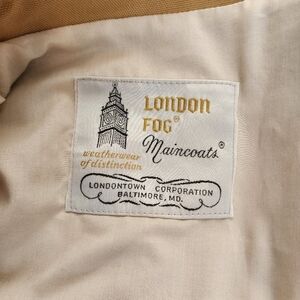 LONDON
FOG®
Maincoats®
weatherwear
of distinction
LONDONTOWN CORPORATION
BALTIMORE, MD.